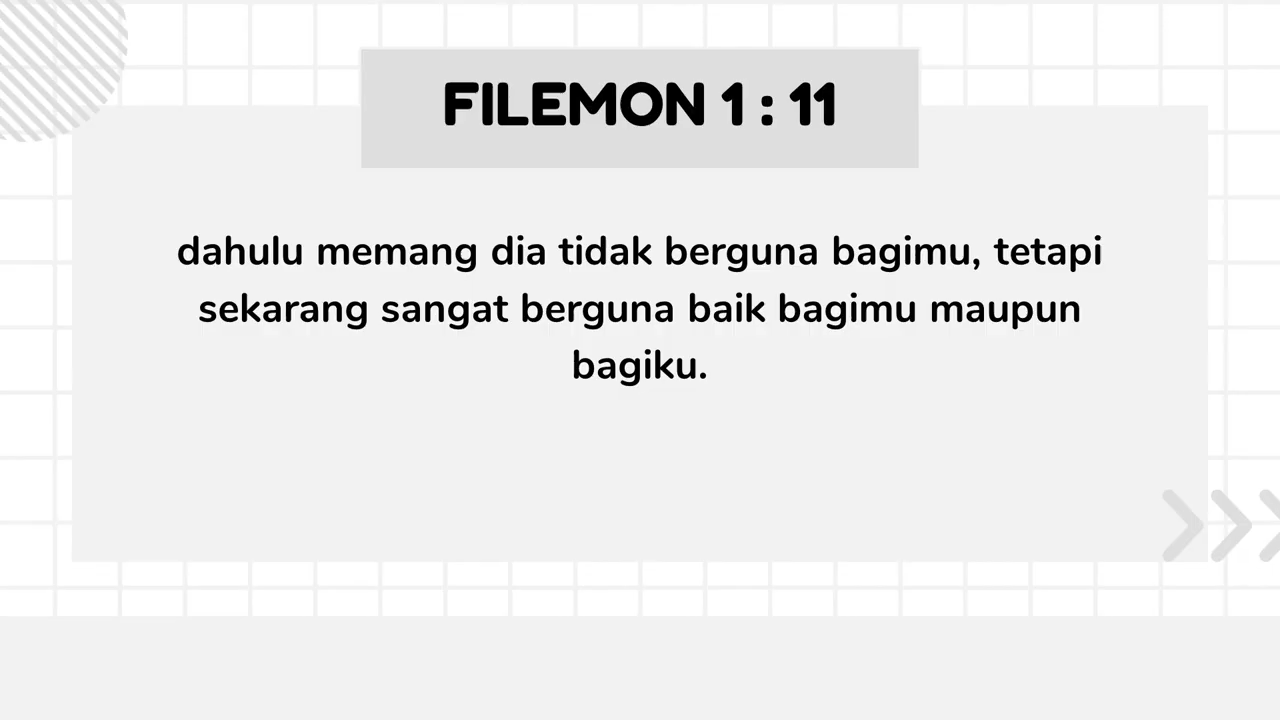 FILEMON 1 : 11
dahulu memang dia tidak berguna bagimu, tetapi
sekarang sangat berguna baik bagimu maupun
bagiku.